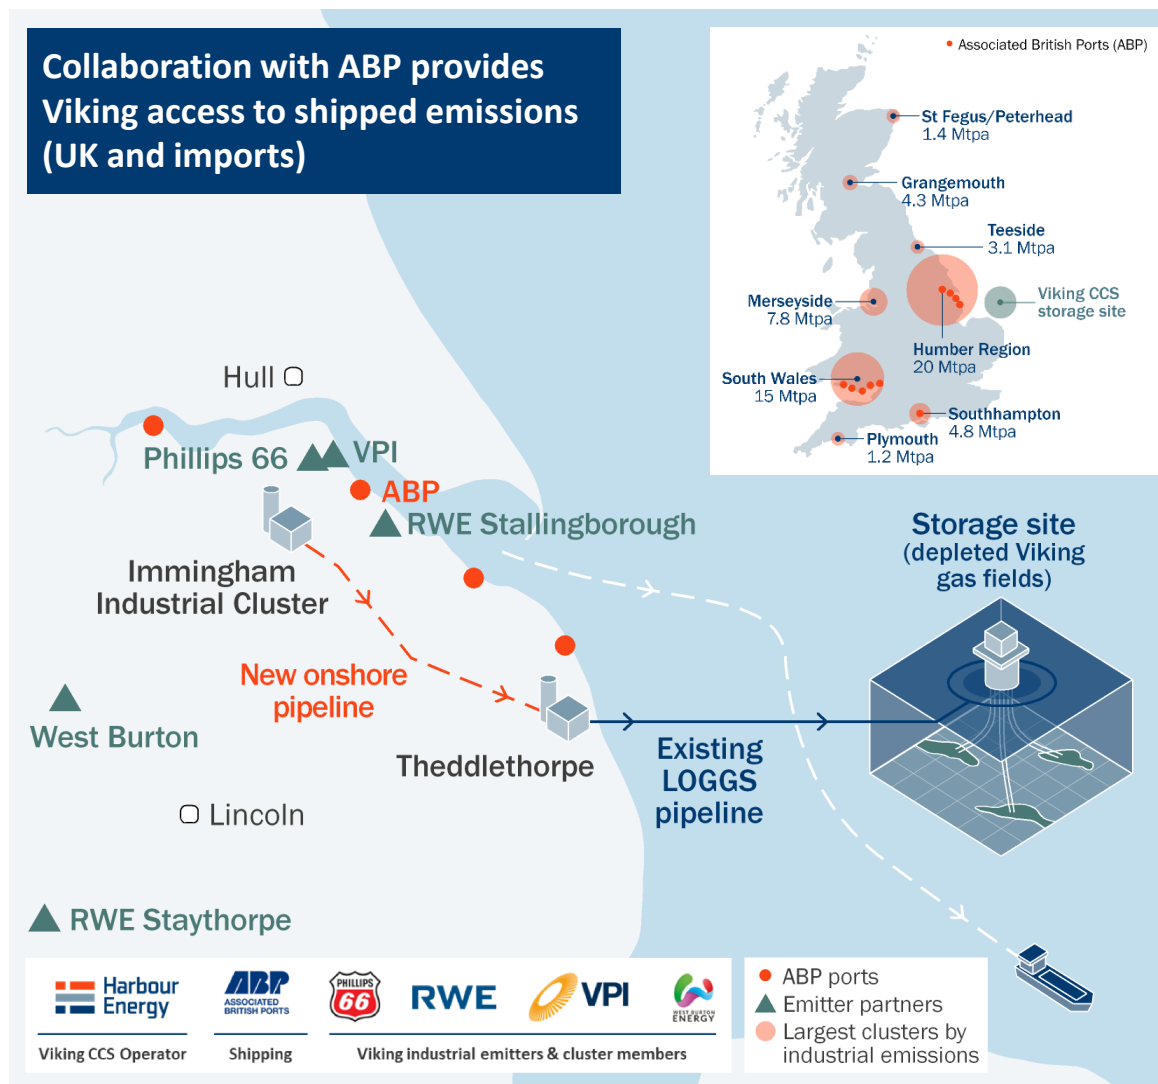 Collaboration with ABP provides
Viking access to shipped emissions
(UK and imports)
Associated British Ports (ABP)
St Fegus/Peterhead
1.4 Mtpa
Grangemouth
4.3 Mtpa
Teeside
3.1 Mtpa
Merseyside
7.8 Mtpa
Viking CCS
storage site
Humber Region
20 Mtpa
South Wales
15 Mtpa
Southhampton
4.8 Mtpa
Plymouth
1.2 Mtpa
Hull
Phillips 66
VPI
ABP
RWE Stallingborough
Immingham
Industrial Cluster
Storage site
(depleted Viking
gas fields)
New onshore
pipeline
West Burton
Theddlethorpe
Existing
LOGGS
pipeline
Lincoln
RWE Staythorpe
Harbour
Energy
Viking CCS Operator
ABP
ASSOCIATED
BRITISH PORTS
Shipping
PHILLIPS
66
RWE
VPI
WEST BURTON
ENERGY
Viking industrial emitters & cluster members
ABP ports
Emitter partners
Largest clusters by
industrial emissions